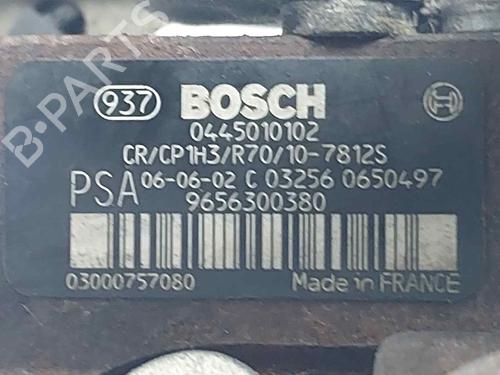 937 BOSCH
0445010102
CR/CP1H3/R70/10-7812S
PSA 06-06-02 C 03256 0650497
9656300380
03000757080 Made in FRANCE
B-Parts